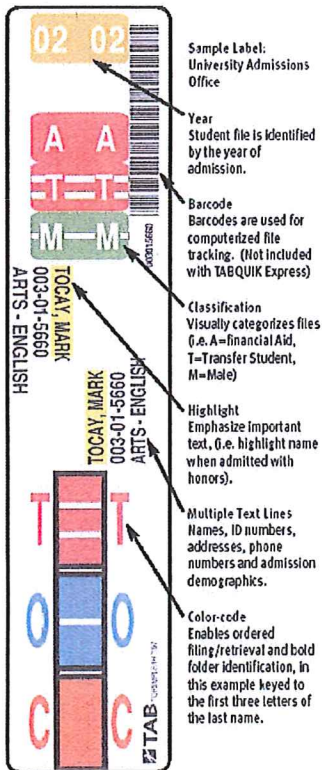 02 02
A A
T T
M M
TOCAY, MARK
003-01-5660
ARTS - ENGLISH
TOCAY, MARK
003-01-5660
ARTS - ENGLISH
T T
O O
C C
TAB
Sample Label:
University Admissions
Office
Year
Student file is identified
by the year of
admission.
Barcode
Barcodes are used for
computerized file
tracking. (Not included
with TABQUIK Express)
Classification
Visually categorizes files
(i.e. A=financial Aid,
T=Transfer Student,
M=Male)
Highlight
Emphasize important
text, (i.e. highlight name
when admitted with
honors).
Multiple Text Lines
Names, ID numbers,
addresses, phone
numbers and admission
demographics.
Color-code
Enables ordered
filing/retrieval and bold
folder identification, in
this example keyed to
the first three letters of
the last name.